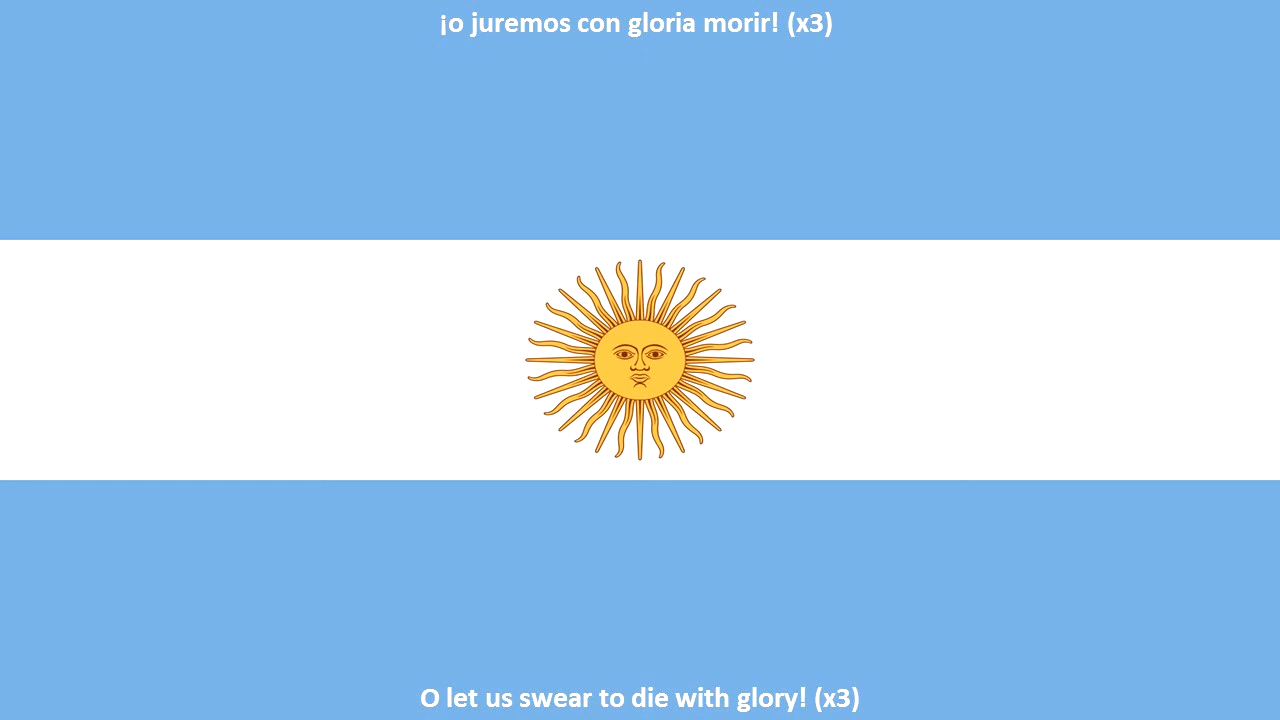 ¡o juremos con gloria morir! (x3)
O let us swear to die with glory! (x3)